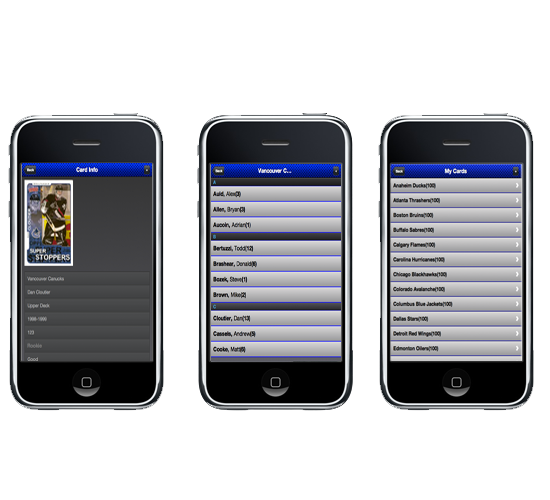 Back
Card Info
SUPER
STOPPERS
Vancouver Canucks
Dan Cloutier
Upper Deck
1998-1999
123
Rookie
Good
Back
Vancouver C...
A
Auld, Alex(3)
Allen, Bryan(3)
Aucoin, Adrian(1)
B
Bertuzzi, Todd(12)
Brashear, Donald(6)
Bozek, Steve(1)
Brown, Mike(2)
C
Cloutier, Dan(13)
Cassels, Andrew(5)
Cooke, Matt(6)
Back
My Cards
Anaheim Ducks(100)
Atlanta Thrashers(100)
Boston Bruins(100)
Buffalo Sabres(100)
Calgary Flames(100)
Carolina Hurricanes(100)
Chicago Blackhawks(100)
Colorado Avalanche(100)
Columbus Blue Jackets(100)
Dallas Stars(100)
Detroit Red Wings(100)
Edmonton Oilers(100)